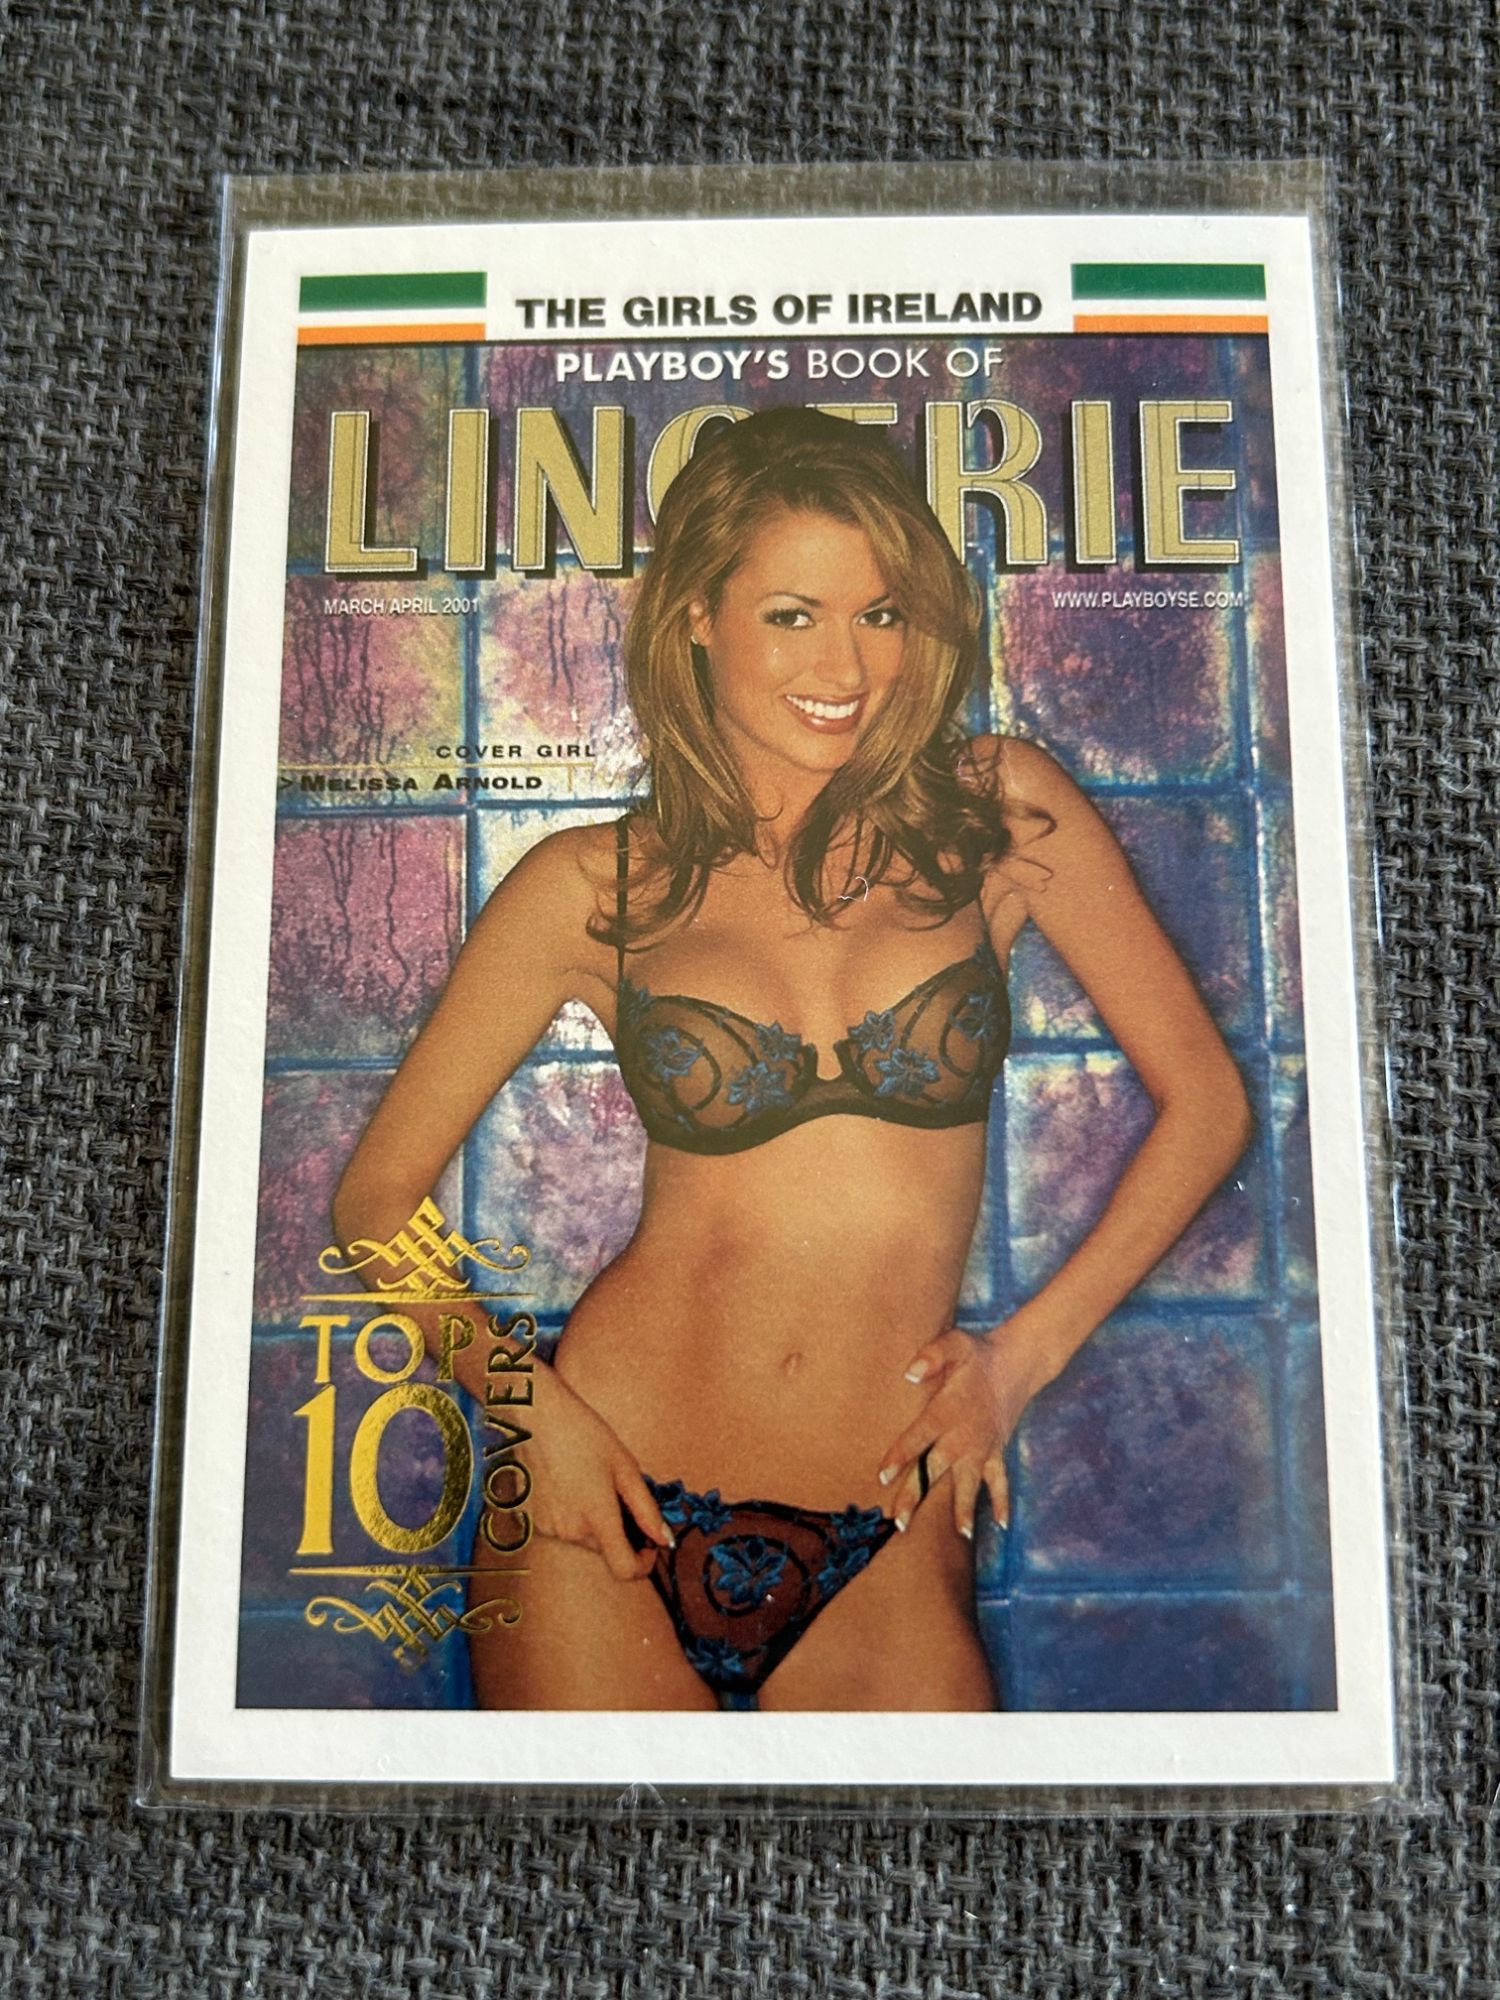 THE GIRLS OF IRELAND
PLAYBOY'S BOOK OF
LINGERIE
MARCH/APRIL 2001
WWW.PLAYBOYSE.COM
COVER GIRL
>MELISSA ARNOLD
TOP
10
COVERS